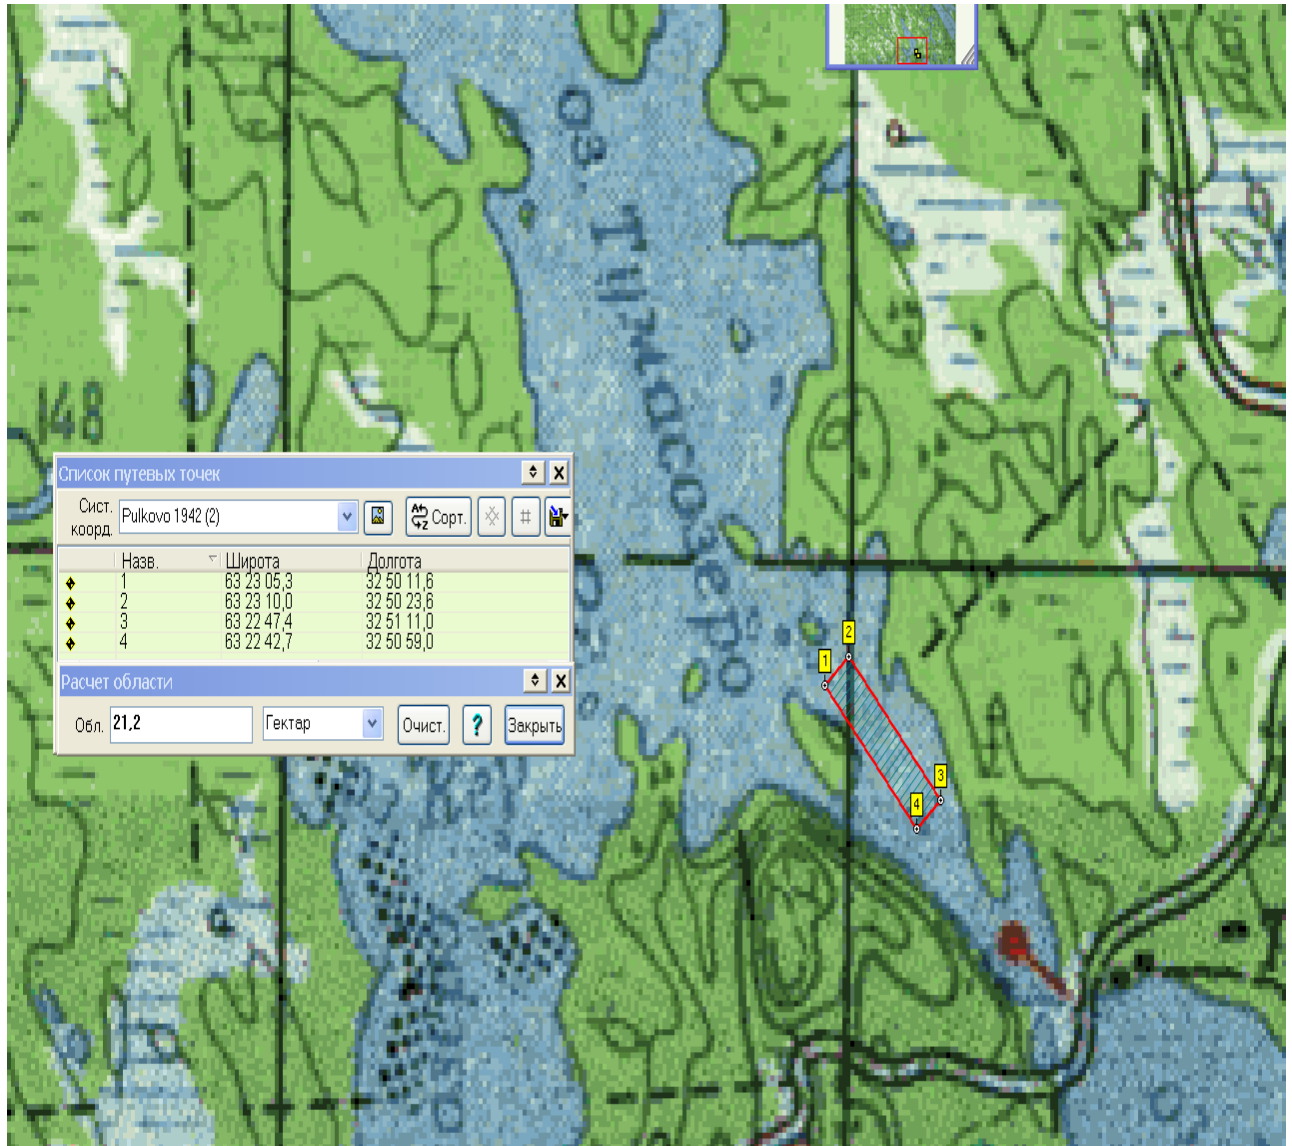 оз. Тумасозеро
148
Список путевых точек
Сист. коорд. Pulkovo 1942 (2) Сорт.
Назв. Широта Долгота
1 63 23 05,3 32 50 11,6
2 63 23 10,0 32 50 23,6
3 63 22 47,4 32 51 11,0
4 63 22 42,7 32 50 59,0
Расчет области
Обл. 21,2 Гектар Очист. ? Закрыть
2
1
3
4